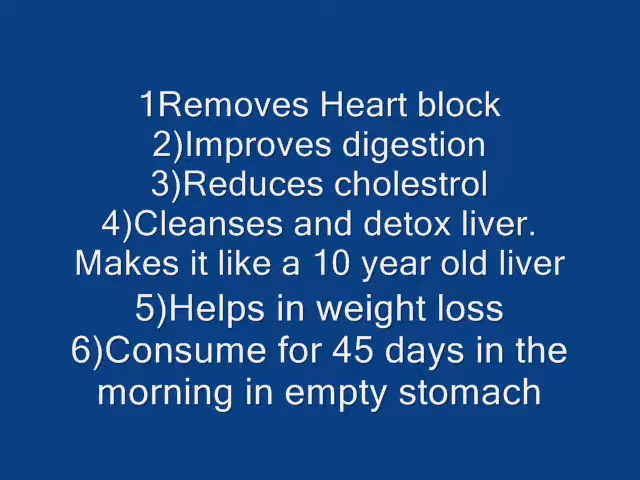 1Removes Heart block
2)Improves digestion
3)Reduces cholestrol
4)Cleanses and detox liver.
Makes it like a 10 year old liver
5)Helps in weight loss
6)Consume for 45 days in the
morning in empty stomach